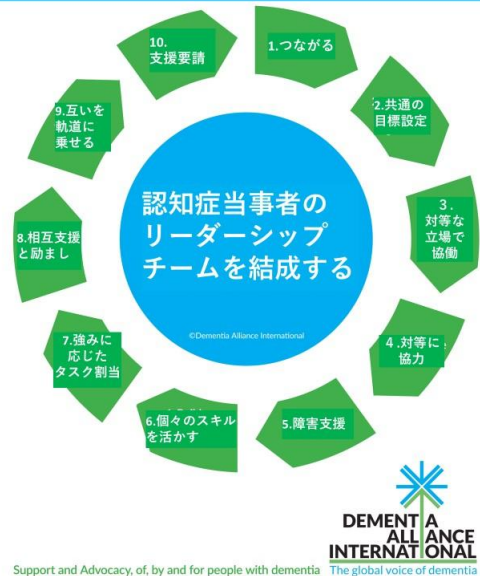 認知症当事者の
リーダーシップ
チームを結成する
©Dementia Alliance International
1.つながる
2.共通の
目標設定
3.
対等な
立場で
協働
4.対等に
協力
5.障害支援
6.個々のスキル
を活かす
7.強みに
応じた
タスク割当
8.相互支援
と励まし
9.互いを
軌道に
乗せる
10.
支援要請
DEMENTIA
ALLIANCE
INTERNATIONAL
Support and Advocacy, of, by and for people with dementia
The global voice of dementia